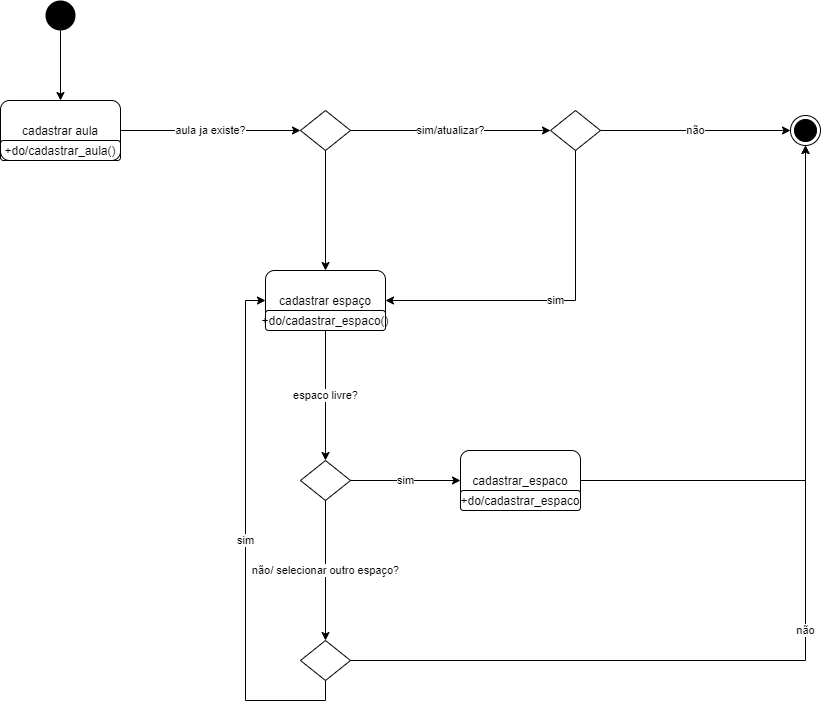 cadastrar aula
+do/cadastrar_aula()
aula ja existe?
sim/atualizar?
não
cadastrar espaço
+do/cadastrar_espaco()
sim
espaco livre?
sim
cadastrar_espaco
+do/cadastrar_espaco
sim
não/ selecionar outro espaço?
não